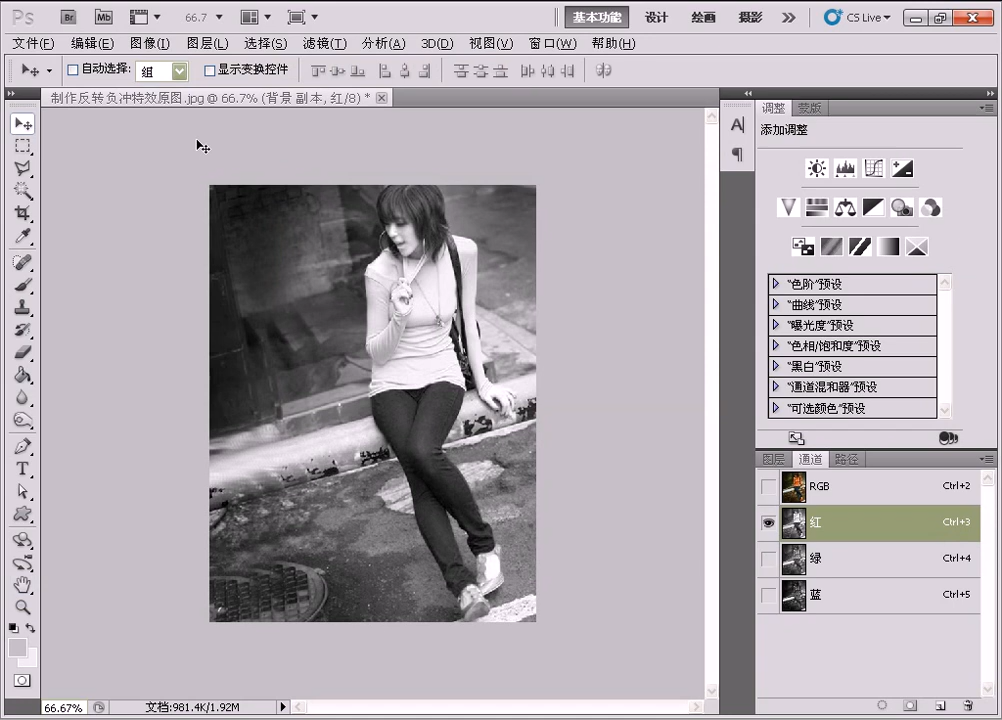 Ps Br Mb 66.7 基本功能 设计 绘画 摄影 CS Live
文件(F) 编辑(E) 图像(I) 图层(L) 选择(S) 滤镜(T) 分析(A) 3D(D) 视图(V) 窗口(W) 帮助(H)
自动选择: 组 显示变换控件
制作反转负冲特效原图.jpg @ 66.7% (背景 副本, 红/8) *
调整 蒙版
添加调整
"色阶"预设
"曲线"预设
"曝光度"预设
"色相/饱和度"预设
"黑白"预设
"通道混和器"预设
"可选颜色"预设
图层 通道 路径
RGB Ctrl+2
红 Ctrl+3
绿 Ctrl+4
蓝 Ctrl+5
66.67% 文档:981.4K/1.92M